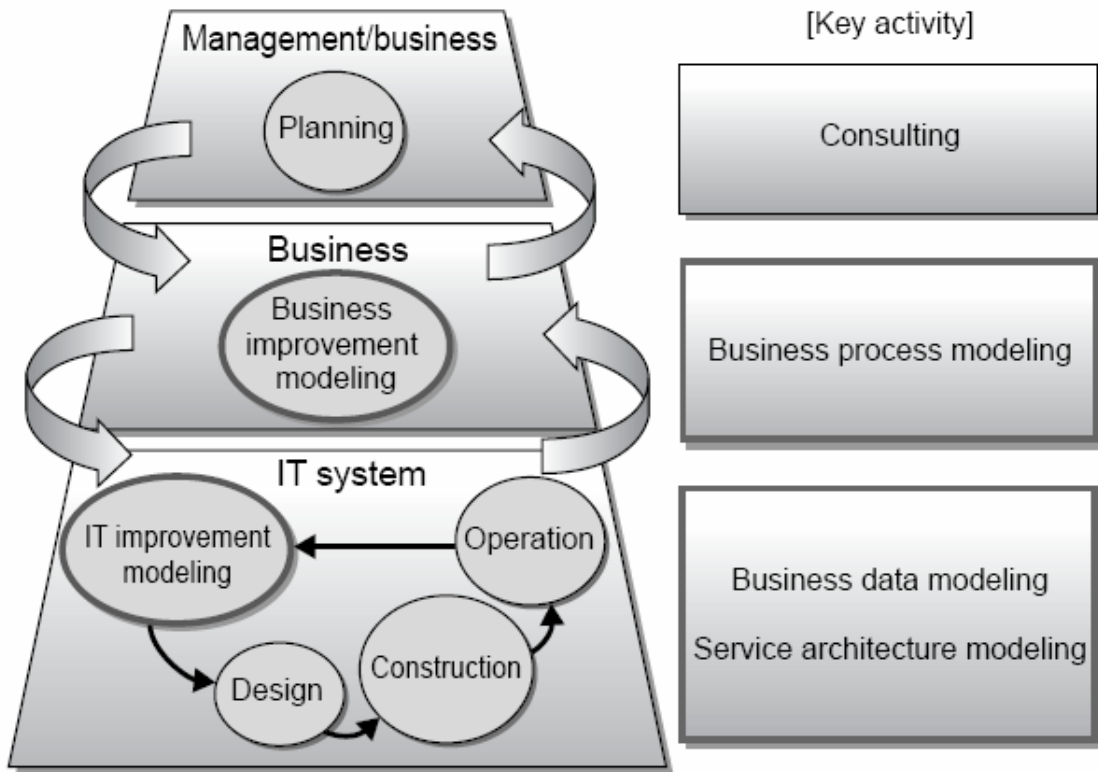 Management/business
Planning
Business
Business
improvement
modeling
IT system
IT improvement
modeling
Operation
Design
Construction
[Key activity]
Consulting
Business process modeling
Business data modeling
Service architecture modeling